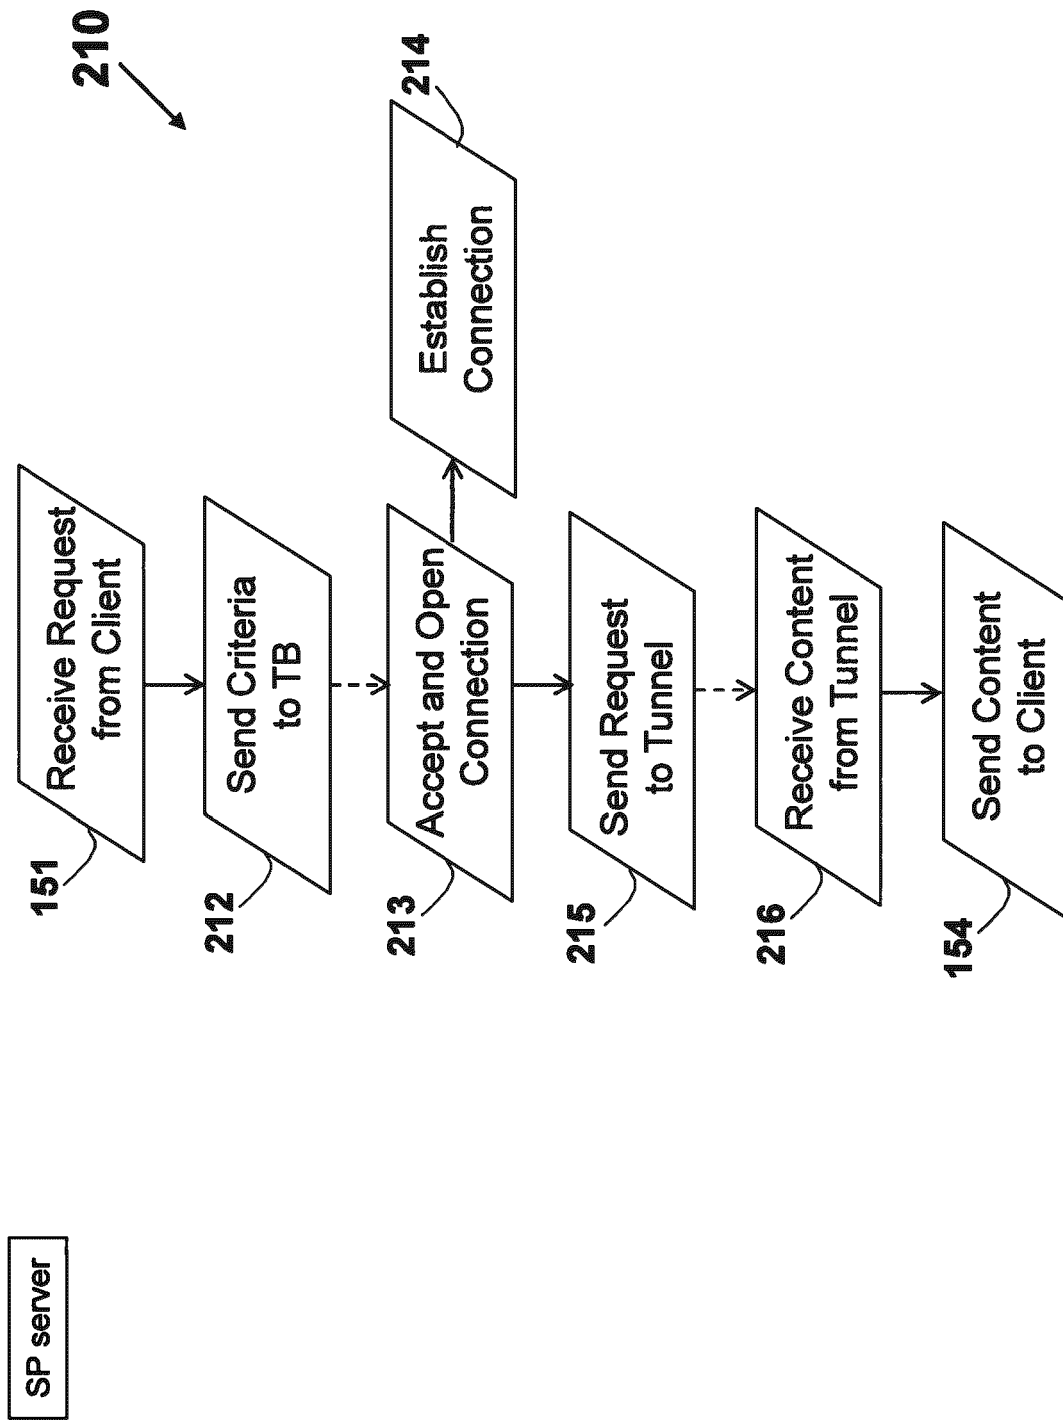 SP server
210
151
Receive Request
from Client
212
Send Criteria
to TB
213
Accept and Open
Connection
214
Establish
Connection
215
Send Request
to Tunnel
216
Receive Content
from Tunnel
154
Send Content
to Client